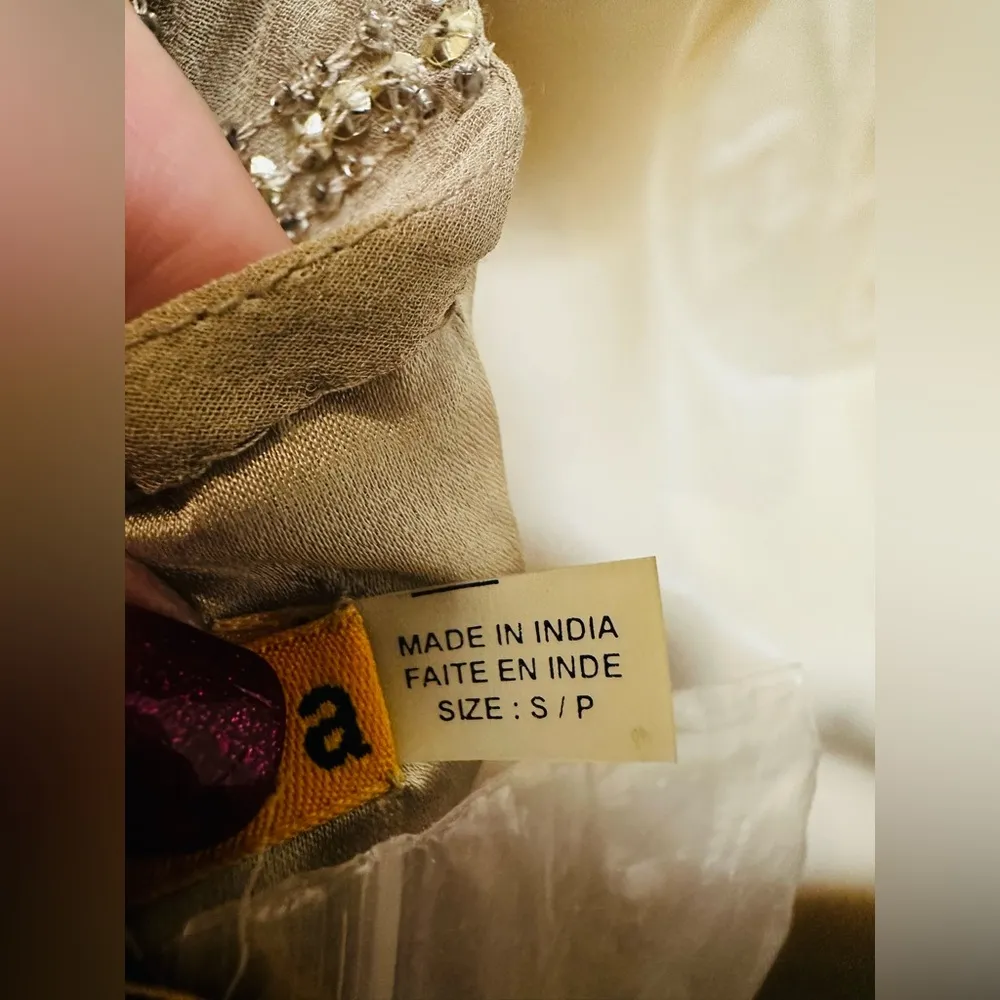 a
MADE IN INDIA
FAITE EN INDE
SIZE : S / P